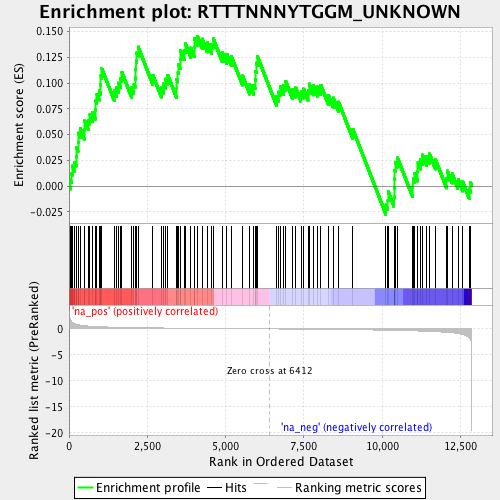 Enrichment plot: RTTTNNNYTGGM_UNKNOWN
Enrichment score (ES)
0.150
0.125
0.100
0.075
0.050
0.025
0.000
-0.025
'na_pos' (positively correlated)
Ranked list metric (PreRanked)
0
-5
-10
-15
-20
Zero cross at 6412
'na_neg' (negatively correlated)
0
2,500
5,000
7,500
10,000
12,500
Rank in Ordered Dataset
Enrichment profile
Hits
Ranking metric scores